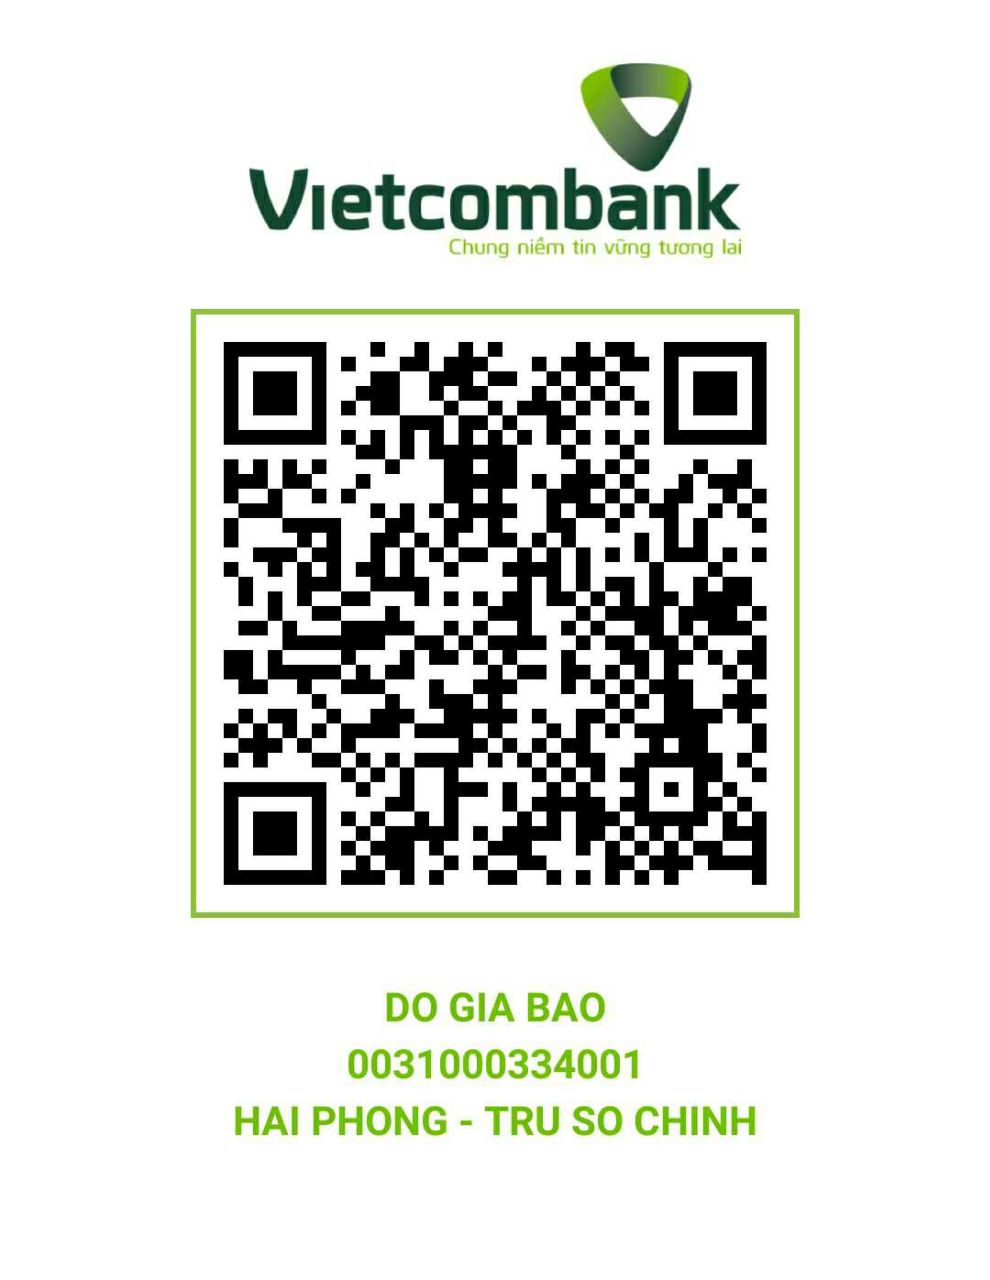 Vietcombank
Chung niềm tin vững tương lai
DO GIA BAO
0031000334001
HAI PHONG - TRU SO CHINH